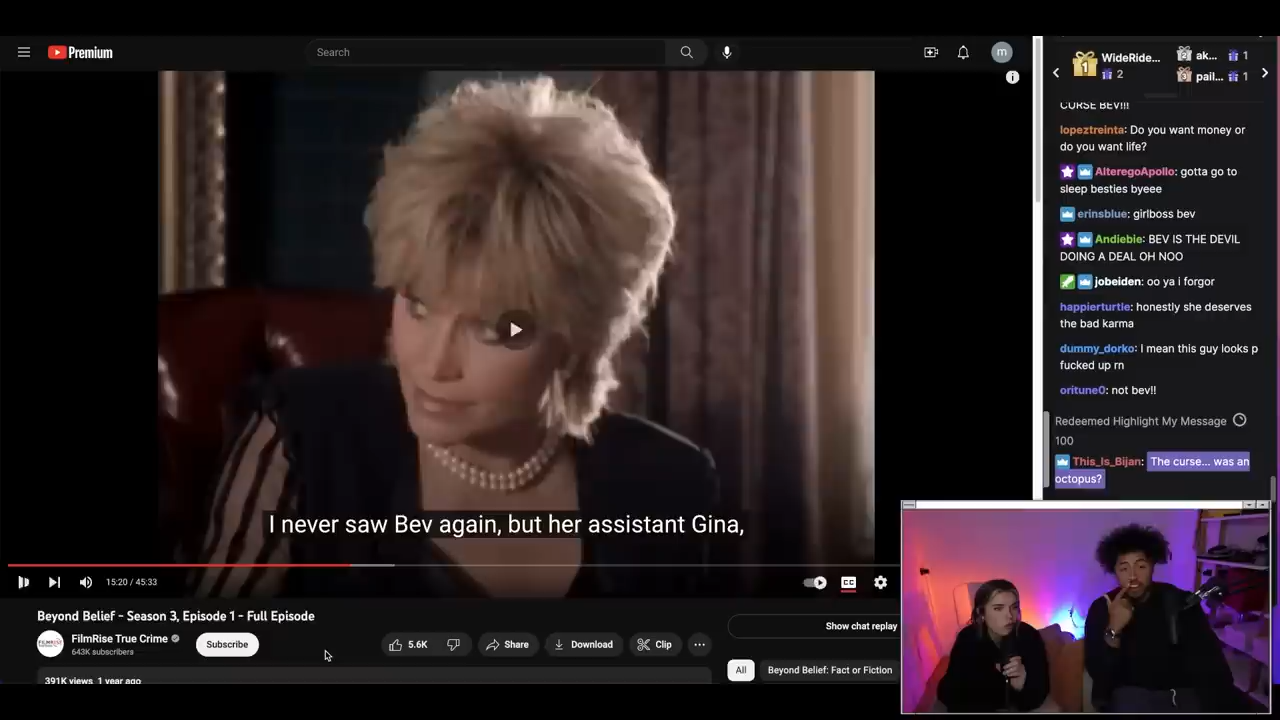 Premium
Search
m
I never saw Bev again, but her assistant Gina,
15:20 / 45:33
CC
Beyond Belief - Season 3, Episode 1 - Full Episode
FilmRise True Crime
643K subscribers
Subscribe
5.6K
Share
Download
Clip
391K views 1 year ago
Show chat replay
All
Beyond Belief: Fact or Fiction
1
WideRide...
2
2
ak...
1
3
pail...
1
CURSE BEV!!!
lopeztreinta: Do you want money or
do you want life?
AlteregoApollo: gotta go to
sleep besties byeee
erinsblue: girlboss bev
Andiebie: BEV IS THE DEVIL
DOING A DEAL OH NOO
jobeiden: oo ya i forgor
happierturtle: honestly she deserves
the bad karma
dummy_dorko: I mean this guy looks p
fucked up rn
oritune0: not bev!!
Redeemed Highlight My Message
100
This_Is_Bijan: The curse... was an
octopus?